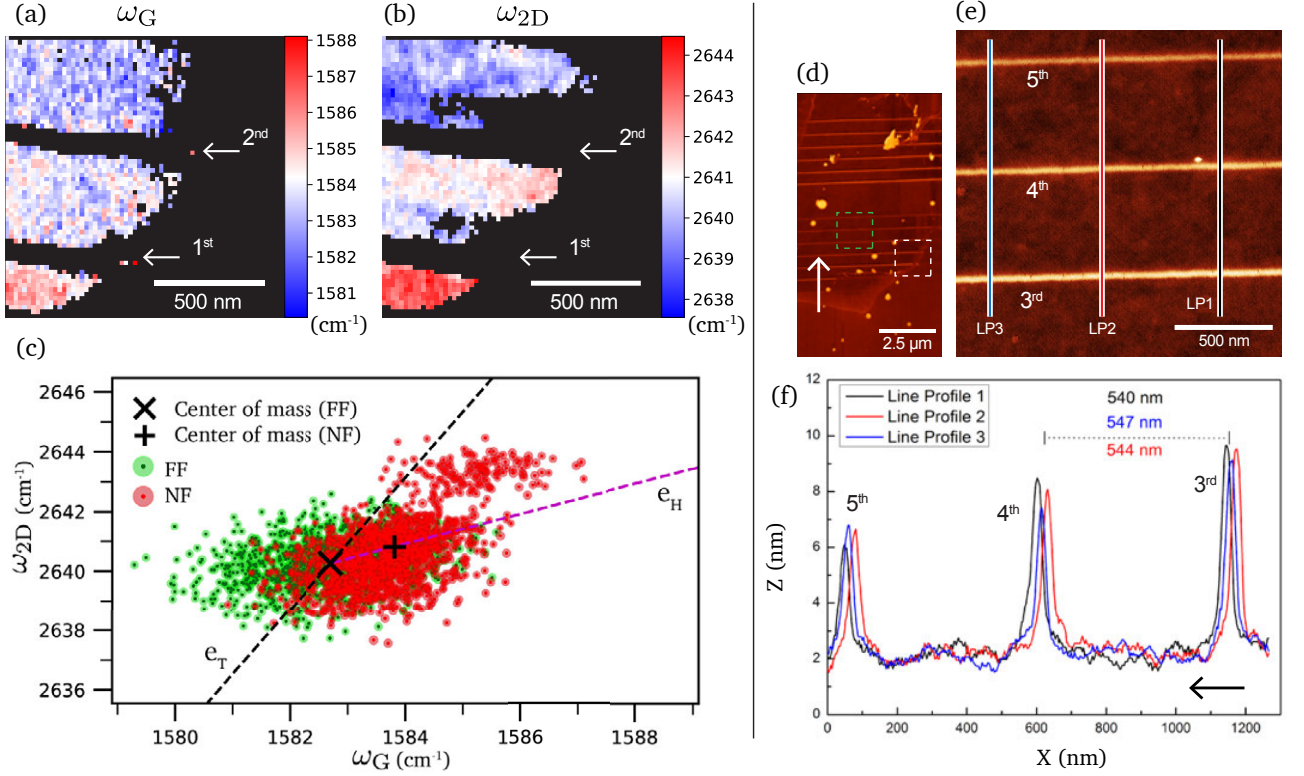 (a) ω_G
1588
1587
1586
1585
1584
1583
1582
1581
(cm⁻¹)
2nd
1st
500 nm
(b) ω_2D
2644
2643
2642
2641
2640
2639
2638
(cm⁻¹)
2nd
1st
500 nm
(c)
2646
2644
2642
2640
2638
2636
ω_2D (cm⁻¹)
× Center of mass (FF)
+ Center of mass (NF)
FF
NF
e_T
e_H
1580 1582 1584 1586 1588
ω_G (cm⁻¹)
(d)
2.5 µm
(e)
5th
4th
3rd
LP3
LP2
LP1
500 nm
(f)
12
10
8
6
4
2
0
Z (nm)
Line Profile 1
Line Profile 2
Line Profile 3
540 nm
547 nm
544 nm
5th
4th
3rd
0 200 400 600 800 1000 1200
X (nm)